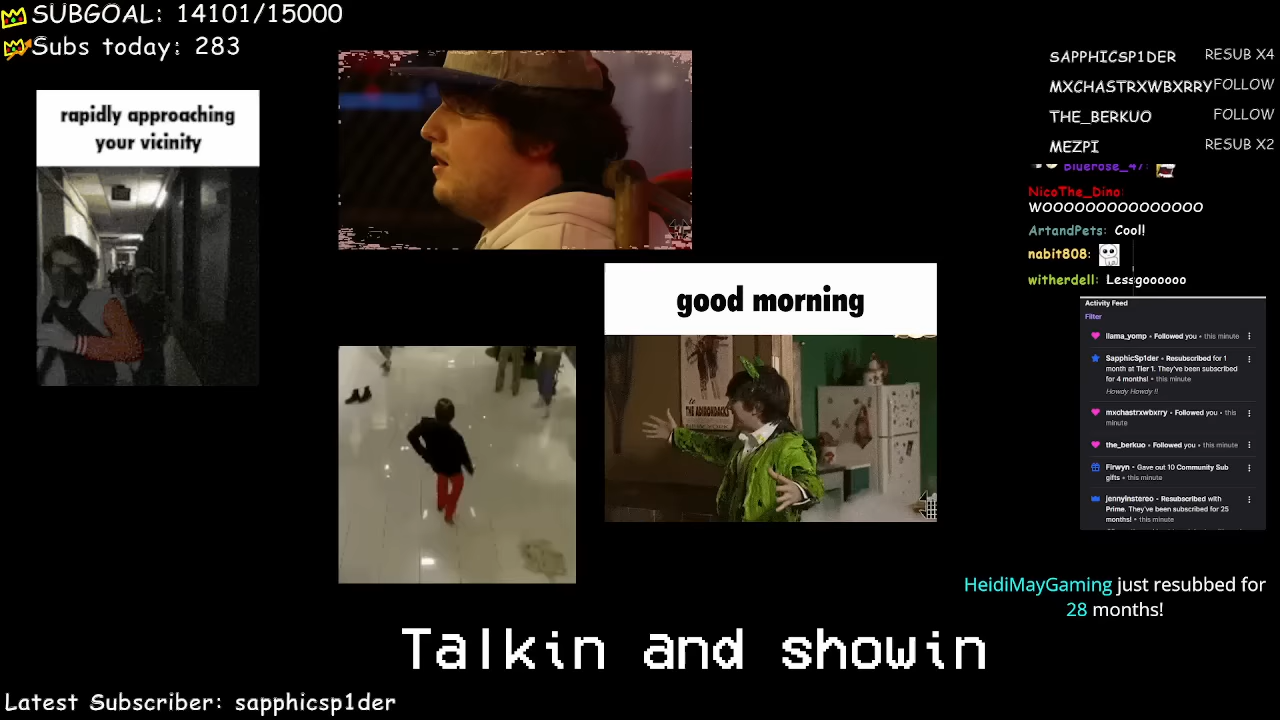 SUBGOAL: 14101/15000
Subs today: 283
rapidly approaching
your vicinity
good morning
THE ADIRONDACKS
Talkin and showin
Latest Subscriber: sapphicsp1der
SAPPHICSP1DER RESUB X4
MXCHASTRXWBXRRY FOLLOW
THE_BERKUO FOLLOW
MEZPI RESUB X2
Bluerose_47:
NicoThe_Dino:
WOOOOOOOOOOOOOOO
ArtandPets: Cool!
nabit808:
witherdell: Lessgoooooo
Activity Feed
Filter
llama_yomp • Followed you • this minute
SapphicSp1der • Resubscribed for 1
month at Tier 1. They've been subscribed
for 4 months! • this minute
Howdy Howdy !!
mxchastrxwbxrry • Followed you • this
minute
the_berkuo • Followed you • this minute
Firwyn • Gave out 10 Community Sub
gifts • this minute
jennyinstereo • Resubscribed with
Prime. They've been subscribed for 25
months! • this minute
HeidiMayGaming just resubbed for
28 months!